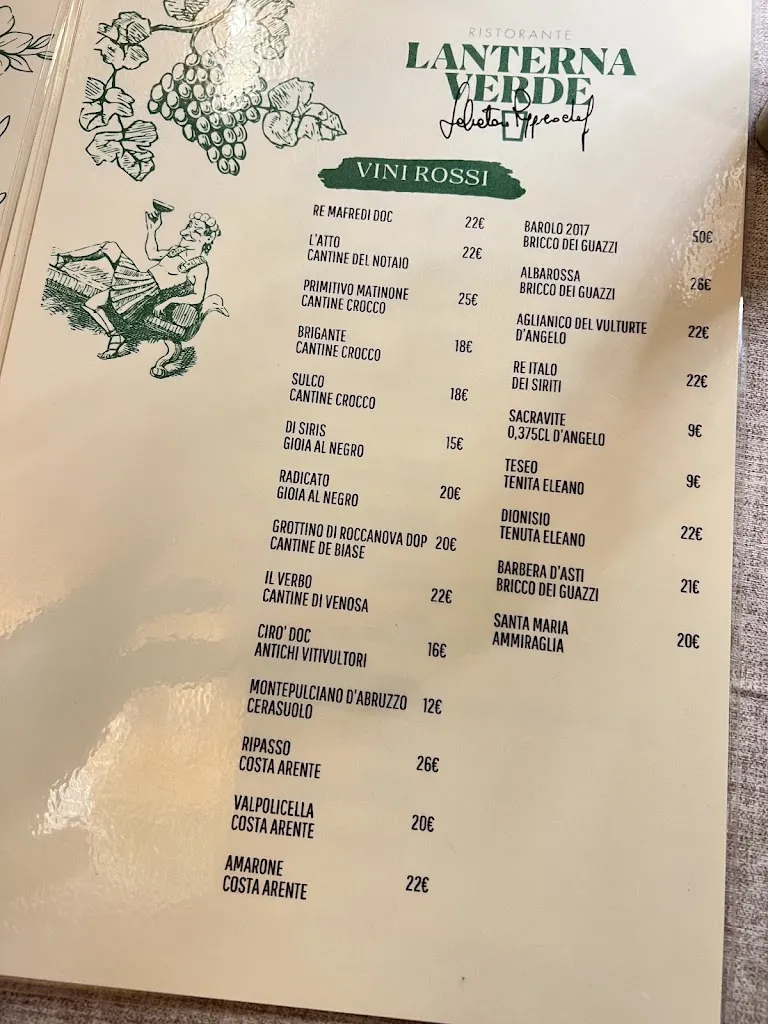 RISTORANTE
LANTERNA
VERDE
VINI ROSSI
RE MAFREDI DOC 22€
L'ATTO
CANTINE DEL NOTAIO 22€
PRIMITIVO MATINONE
CANTINE CROCCO 25€
BRIGANTE
CANTINE CROCCO 18€
SULCO
CANTINE CROCCO 18€
DI SIRIS
GIOIA AL NEGRO 15€
RADICATO
GIOIA AL NEGRO 20€
GROTTINO DI ROCCANOVA DOP 20€
CANTINE DE BIASE
IL VERBO
CANTINE DI VENOSA 22€
CIRO' DOC
ANTICHI VITIVULTORI 16€
MONTEPULCIANO D'ABRUZZO 12€
CERASUOLO
RIPASSO
COSTA ARENTE 26€
VALPOLICELLA
COSTA ARENTE 20€
AMARONE
COSTA ARENTE 22€
BAROLO 2017
BRICCO DEI GUAZZI 50€
ALBAROSSA
BRICCO DEI GUAZZI 26€
AGLIANICO DEL VULTURTE
D'ANGELO 22€
RE ITALO
DEI SIRITI 22€
SACRAVITE
0,375CL D'ANGELO 9€
TESEO
TENITA ELEANO 9€
DIONISIO
TENUTA ELEANO 22€
BARBERA D'ASTI
BRICCO DEI GUAZZI 21€
SANTA MARIA
AMMIRAGLIA 20€